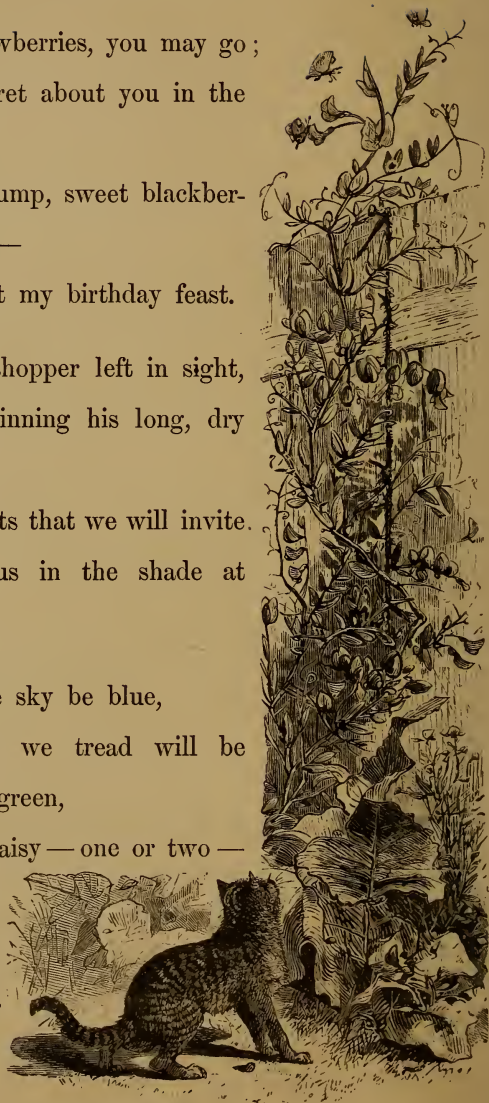 wberries, you may go;
ret about you in the
ump, sweet blackber-
—
t my birthday feast.
hopper left in sight,
inning his long, dry
ts that we will invite.
us in the shade at
e sky be blue,
we tread will be
green,
aisy — one or two —